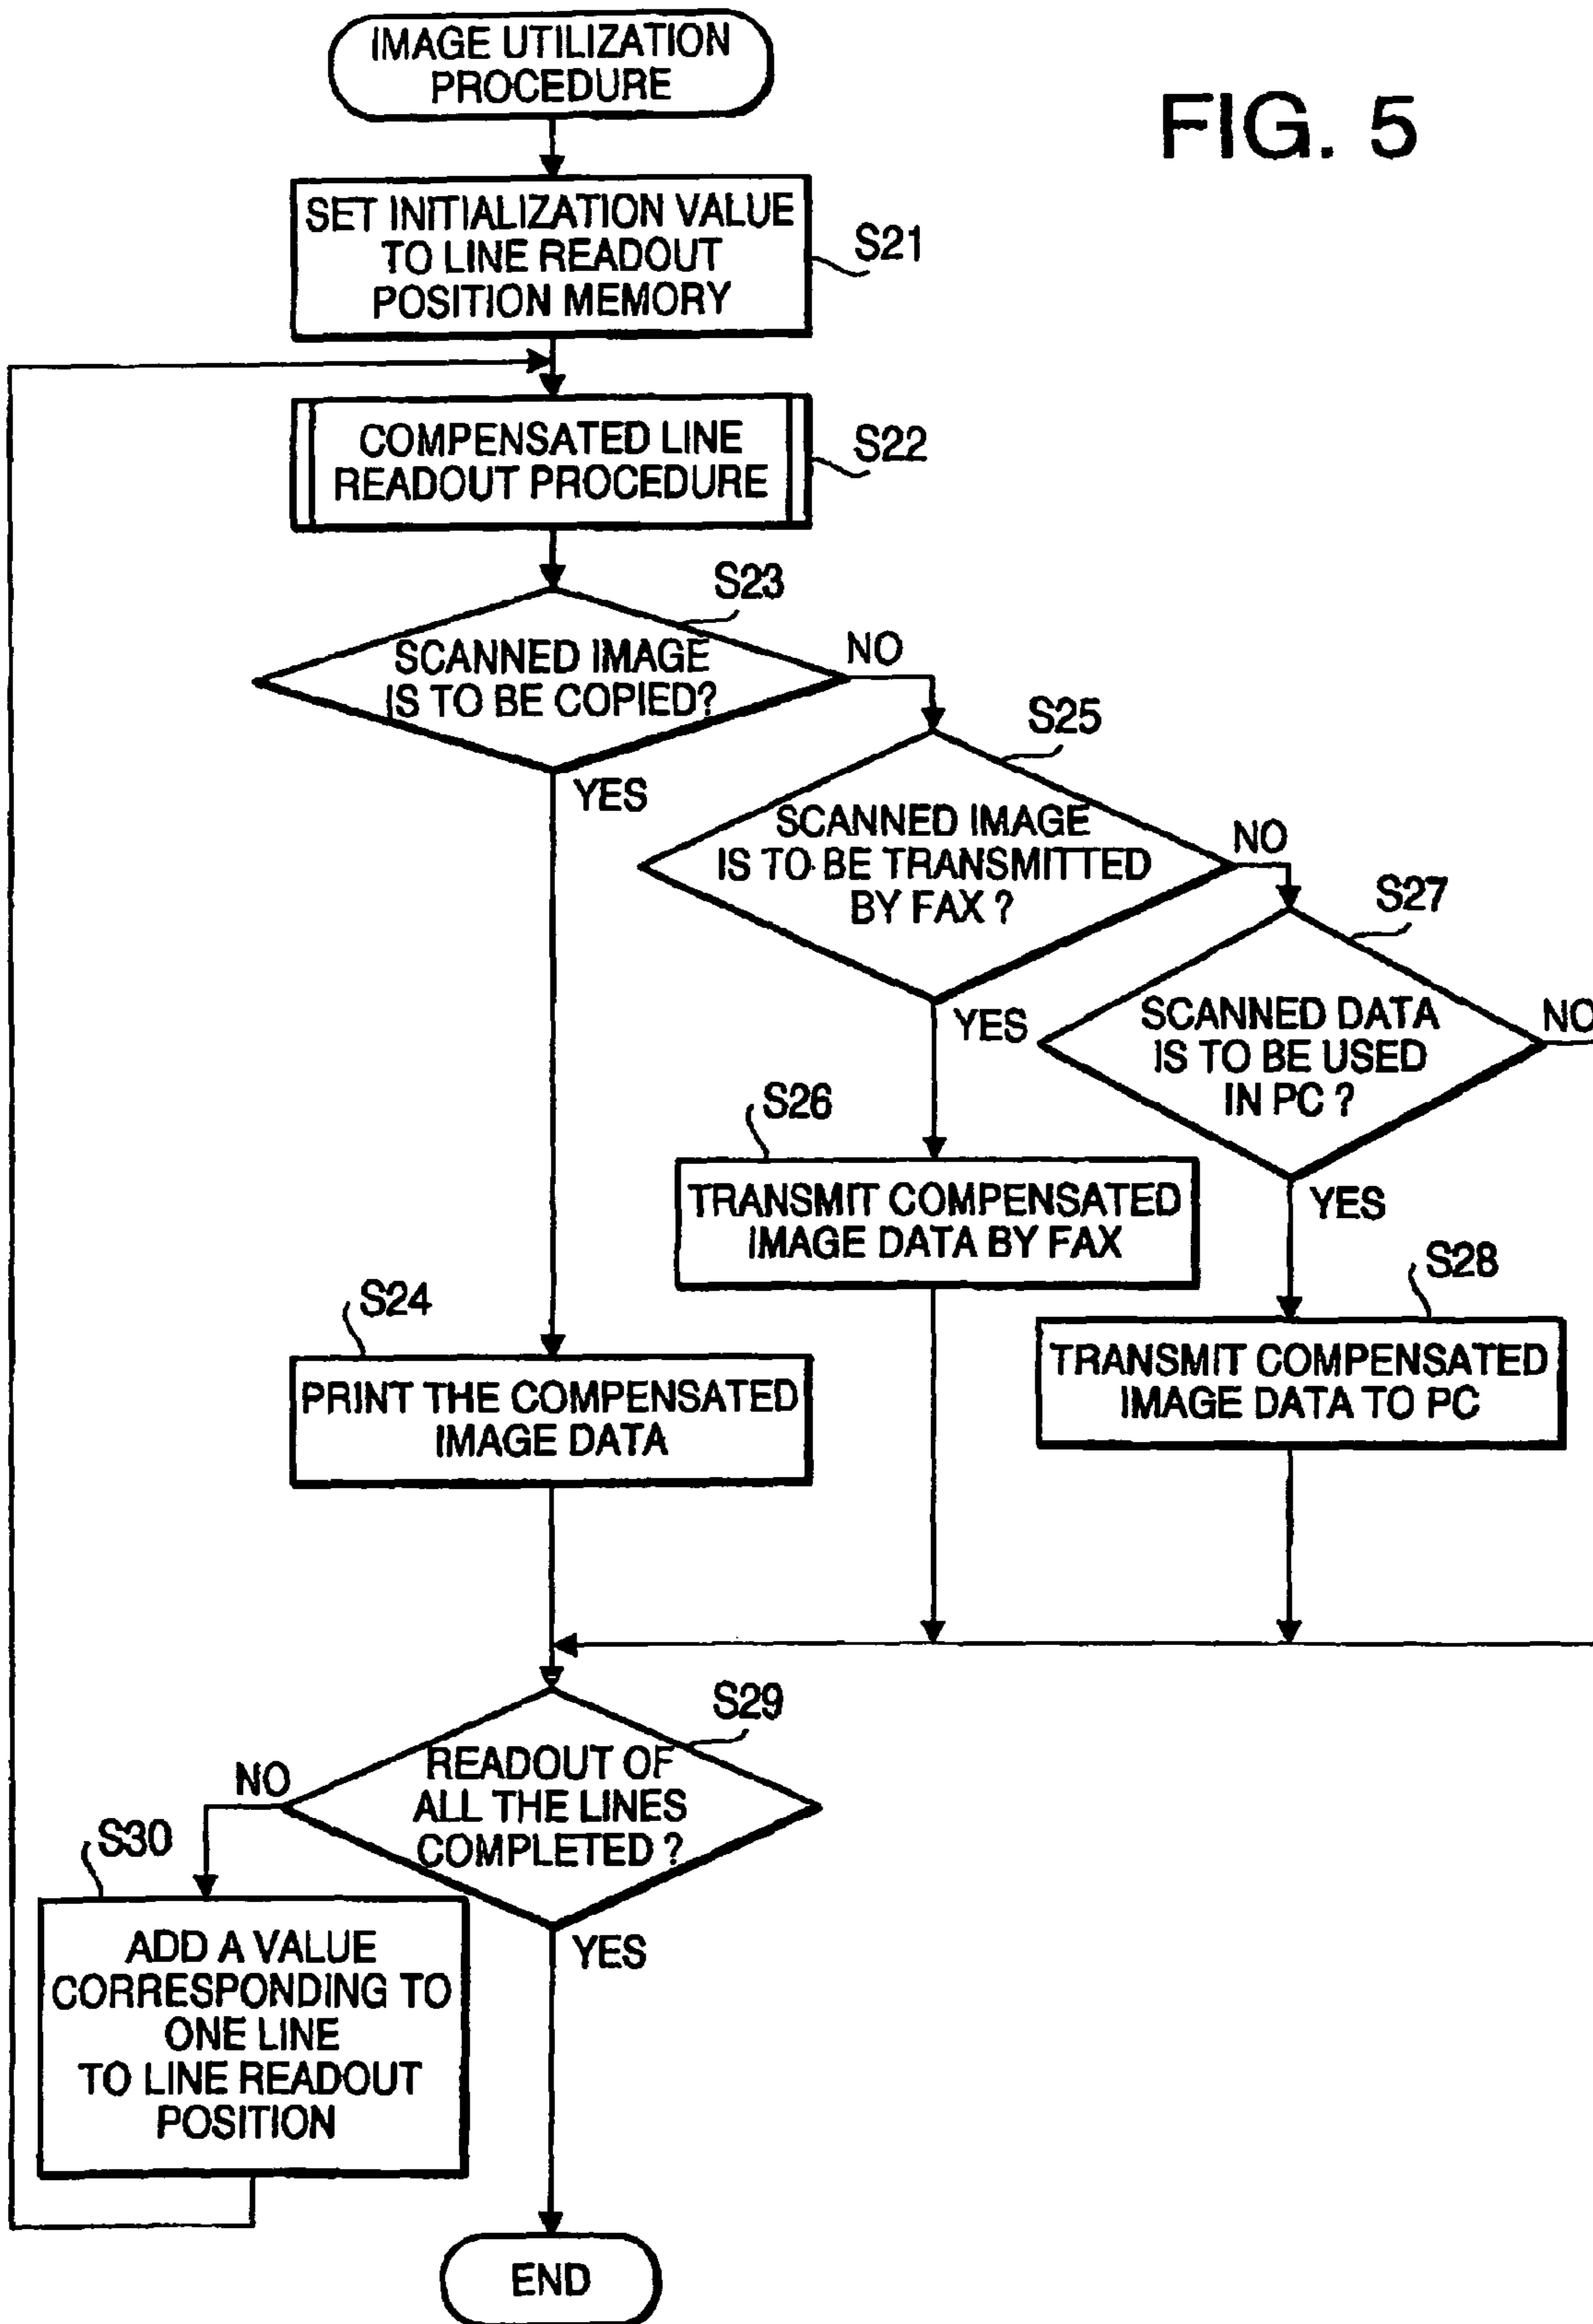 IMAGE UTILIZATION
PROCEDURE
FIG. 5
SET INITIALIZATION VALUE
TO LINE READOUT
POSITION MEMORY
S21
COMPENSATED LINE
READOUT PROCEDURE
S22
S23
SCANNED IMAGE
IS TO BE COPIED?
NO
YES
S25
SCANNED IMAGE
IS TO BE TRANSMITTED
BY FAX ?
NO
YES
S27
SCANNED DATA
IS TO BE USED
IN PC ?
NO
YES
S26
TRANSMIT COMPENSATED
IMAGE DATA BY FAX
S28
TRANSMIT COMPENSATED
IMAGE DATA TO PC
S24
PRINT THE COMPENSATED
IMAGE DATA
S29
READOUT OF
ALL THE LINES
COMPLETED ?
NO
YES
S30
ADD A VALUE
CORRESPONDING TO
ONE LINE
TO LINE READOUT
POSITION
END